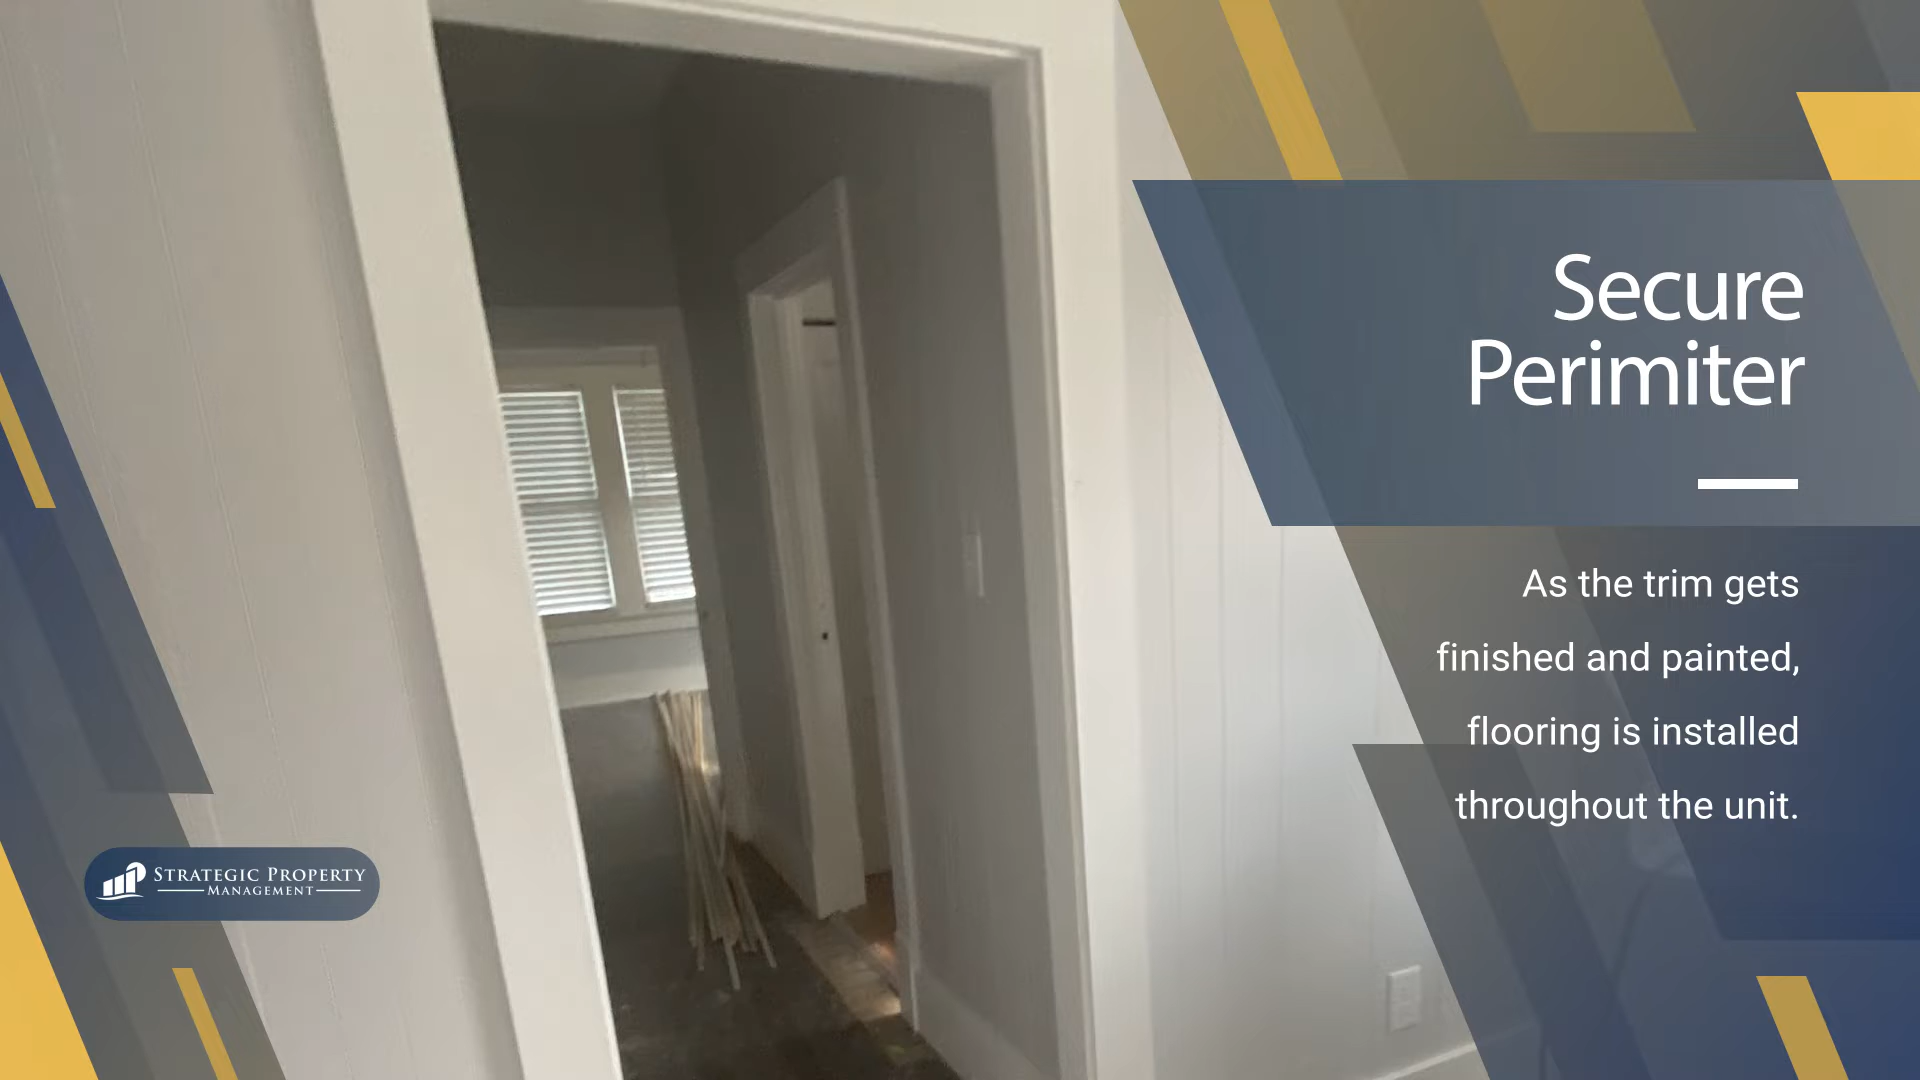 Secure
Perimiter
As the trim gets
finished and painted,
flooring is installed
throughout the unit.
STRATEGIC PROPERTY
MANAGEMENT